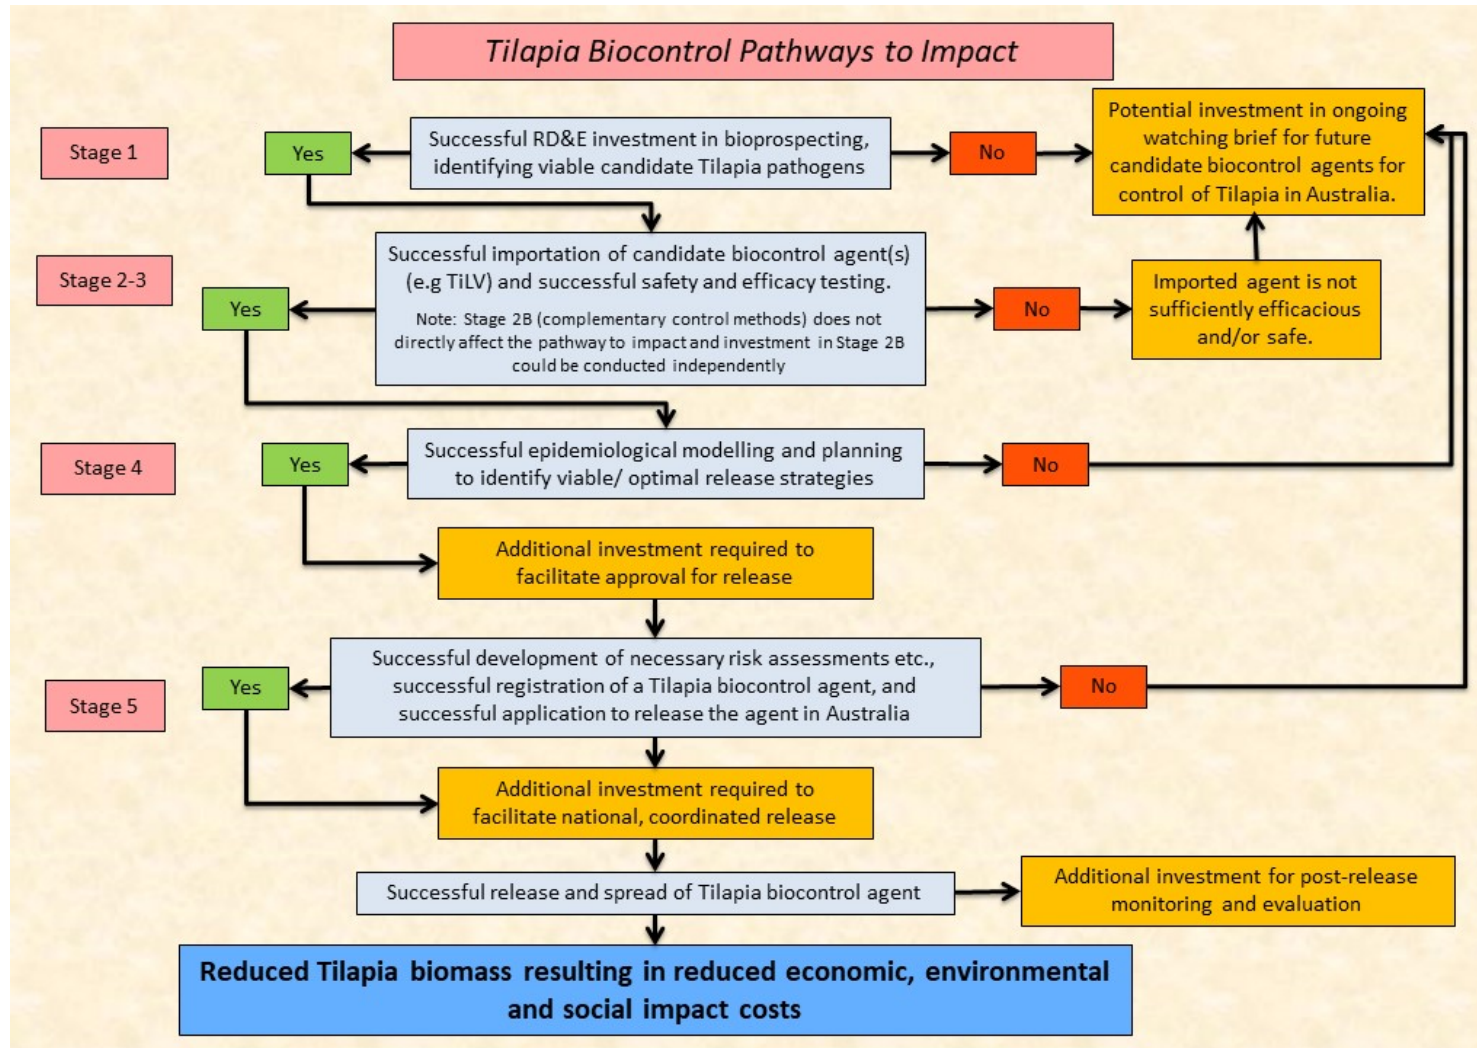 Tilapia Biocontrol Pathways to Impact
Stage 1
Yes
Successful RD&E investment in bioprospecting,
identifying viable candidate Tilapia pathogens
No
Potential investment in ongoing
watching brief for future
candidate biocontrol agents for
control of Tilapia in Australia.
Stage 2-3
Yes
Successful importation of candidate biocontrol agent(s)
(e.g TiLV) and successful safety and efficacy testing.
Note: Stage 2B (complementary control methods) does not
directly affect the pathway to impact and investment in Stage 2B
could be conducted independently
No
Imported agent is not
sufficiently efficacious
and/or safe.
Stage 4
Yes
Successful epidemiological modelling and planning
to identify viable/ optimal release strategies
No
Additional investment required to
facilitate approval for release
Stage 5
Yes
Successful development of necessary risk assessments etc.,
successful registration of a Tilapia biocontrol agent, and
successful application to release the agent in Australia
No
Additional investment required to
facilitate national, coordinated release
Successful release and spread of Tilapia biocontrol agent
Additional investment for post-release
monitoring and evaluation
Reduced Tilapia biomass resulting in reduced economic, environmental
and social impact costs